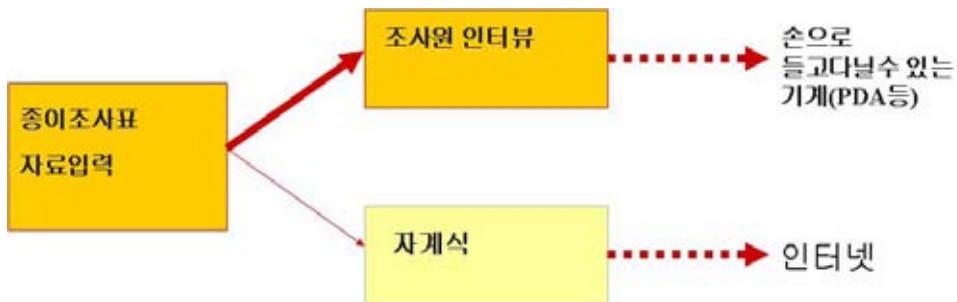 종이조사표
자료입력
조사원 인터뷰
손으로
들고다닐수 있는
기계(PDA등)
자계식
인터넷